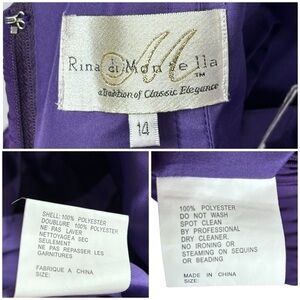 M
Rina di Montella
TM
a Tradition of Classic Elegance
14
SHELL: 100% POLYESTER
DOUBLURE: 100% POLYESTER
NE PAS LAVER
NETTOYAGE A SEC
SEULEMENT
NE PAS REPASSER LES
GARNITURES
FABRIQUE A CHINA
SIZE:
100% POLYESTER
DO NOT WASH
SPOT CLEAN
BY PROFESSIONAL
DRY CLEANER
NO IRONING OR
STEAMING ON SEQUINS
OR BEADING
MADE IN CHINA
SIZE: